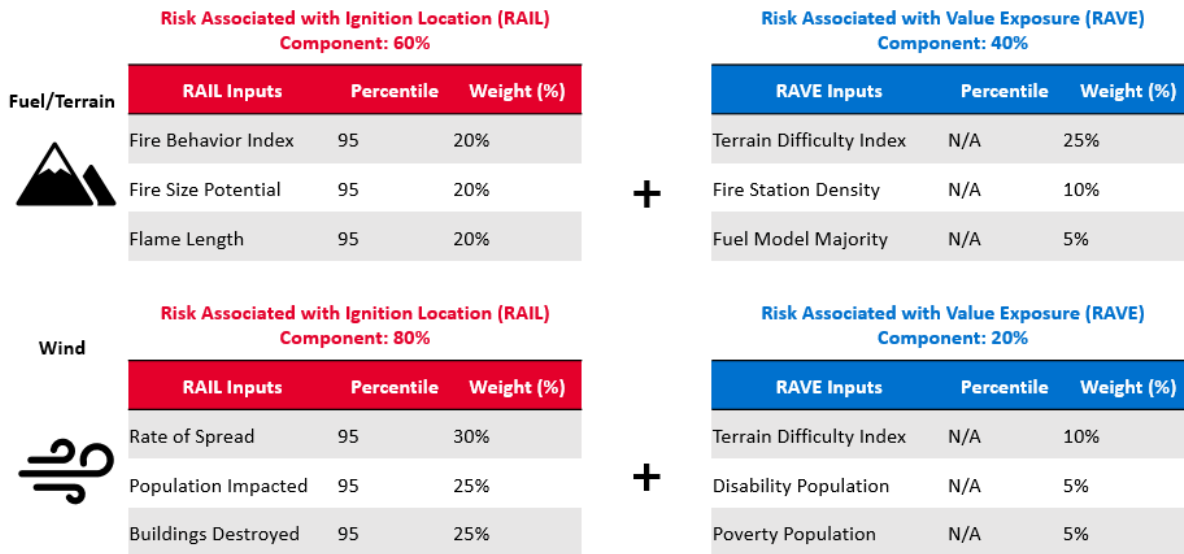 Risk Associated with Ignition Location (RAIL)
Component: 60%
Risk Associated with Value Exposure (RAVE)
Component: 40%
Fuel/Terrain
RAIL Inputs Percentile Weight (%)
Fire Behavior Index 95 20%
Fire Size Potential 95 20%
Flame Length 95 20%
+
RAVE Inputs Percentile Weight (%)
Terrain Difficulty Index N/A 25%
Fire Station Density N/A 10%
Fuel Model Majority N/A 5%
Risk Associated with Ignition Location (RAIL)
Component: 80%
Risk Associated with Value Exposure (RAVE)
Component: 20%
Wind
RAIL Inputs Percentile Weight (%)
Rate of Spread 95 30%
Population Impacted 95 25%
Buildings Destroyed 95 25%
+
RAVE Inputs Percentile Weight (%)
Terrain Difficulty Index N/A 10%
Disability Population N/A 5%
Poverty Population N/A 5%